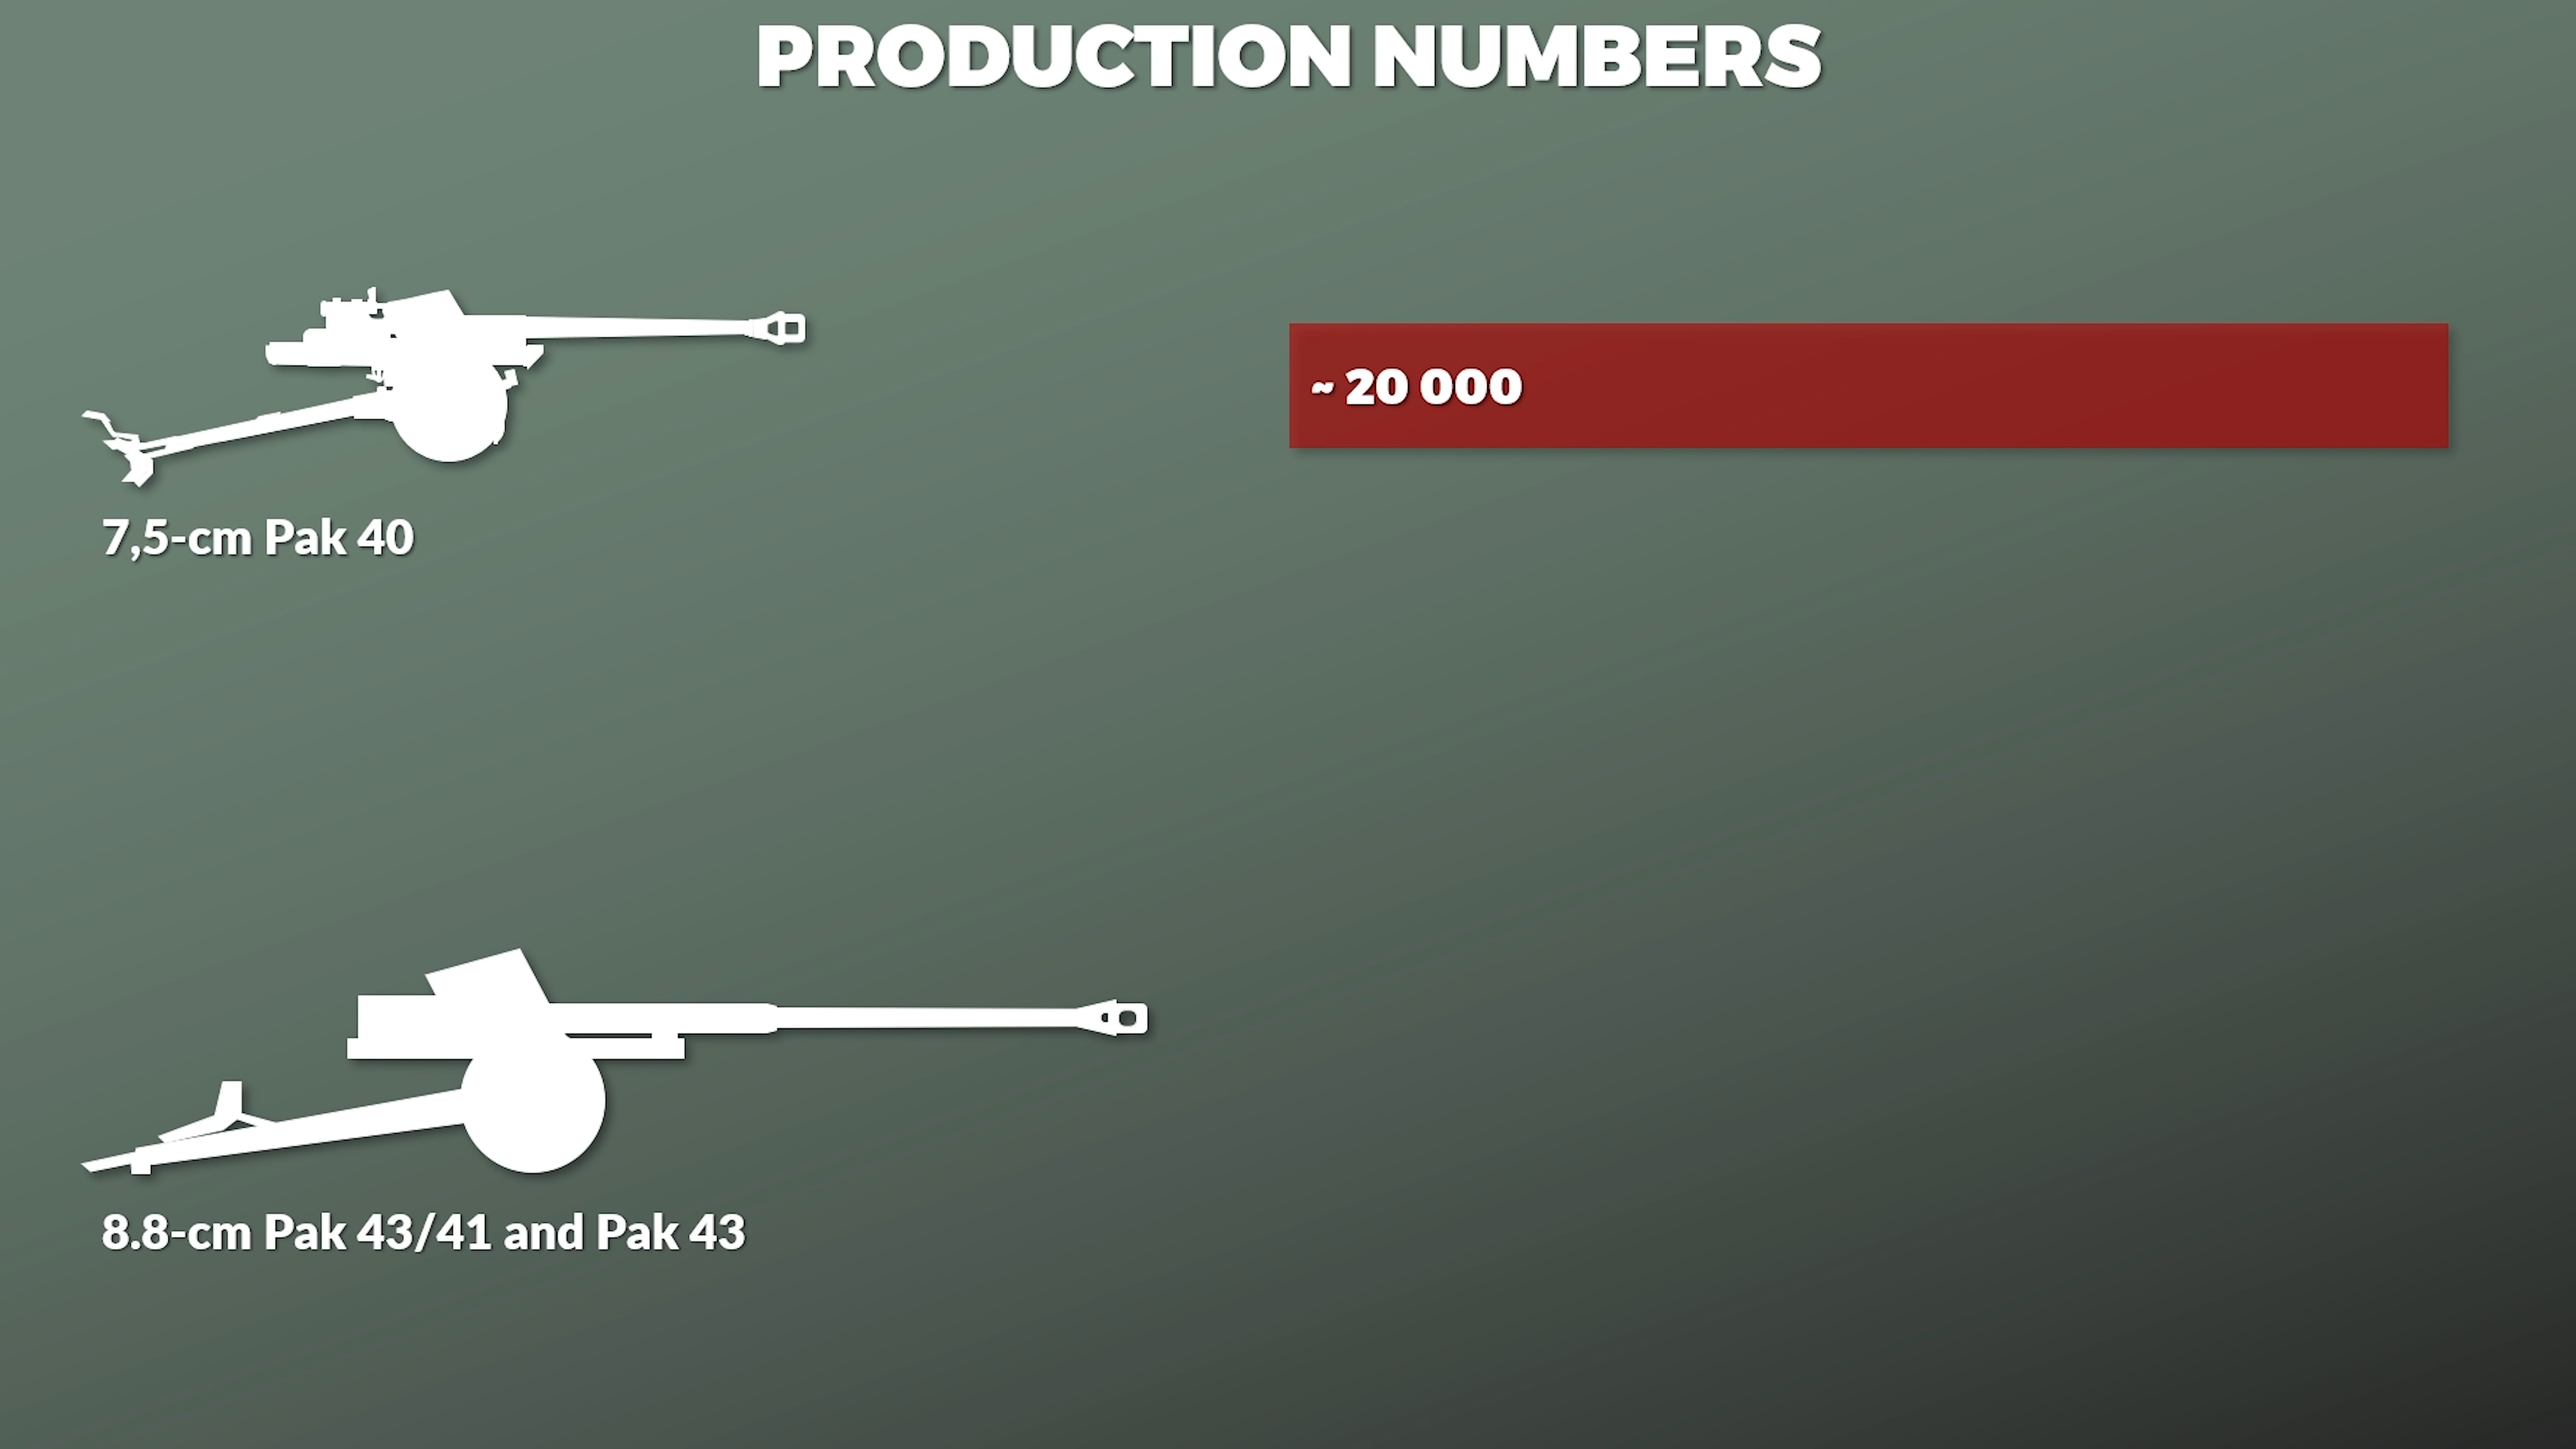 PRODUCTION NUMBERS
~ 20 000
7,5-cm Pak 40
8.8-cm Pak 43/41 and Pak 43